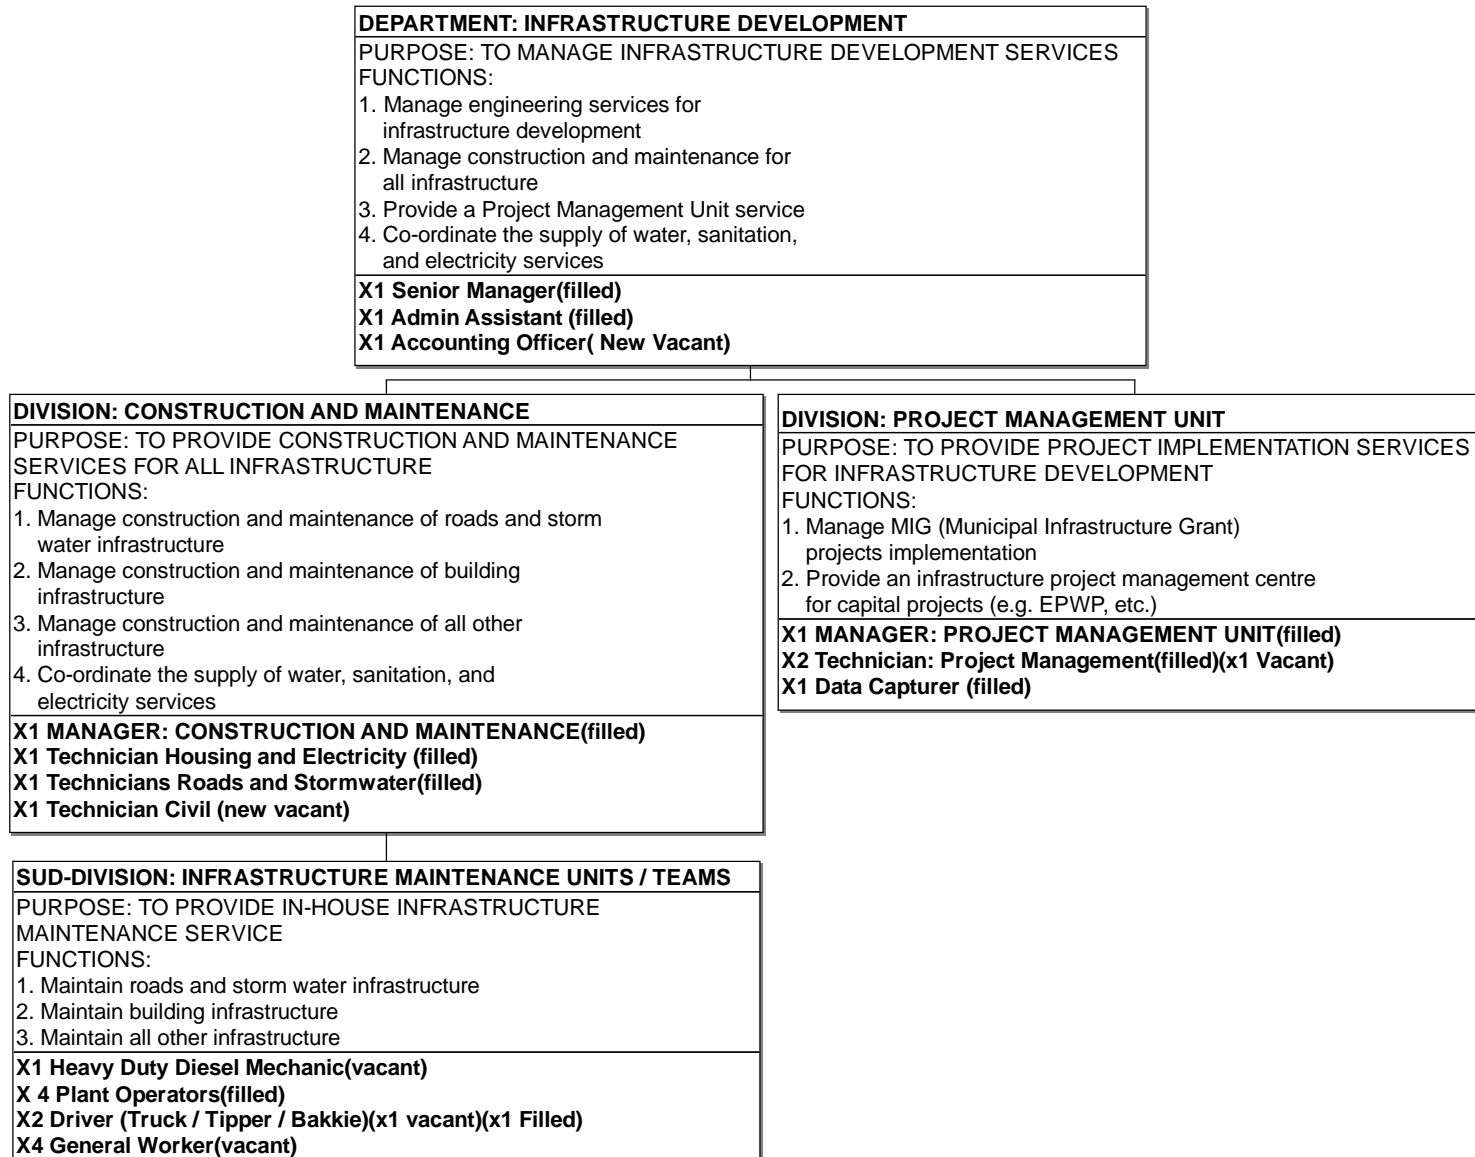 DEPARTMENT: INFRASTRUCTURE DEVELOPMENT
PURPOSE: TO MANAGE INFRASTRUCTURE DEVELOPMENT SERVICES
FUNCTIONS:
1. Manage engineering services for
infrastructure development
2. Manage construction and maintenance for
all infrastructure
3. Provide a Project Management Unit service
4. Co-ordinate the supply of water, sanitation,
and electricity services
X1 Senior Manager(filled)
X1 Admin Assistant (filled)
X1 Accounting Officer( New Vacant)
DIVISION: CONSTRUCTION AND MAINTENANCE
PURPOSE: TO PROVIDE CONSTRUCTION AND MAINTENANCE
SERVICES FOR ALL INFRASTRUCTURE
FUNCTIONS:
1. Manage construction and maintenance of roads and storm
water infrastructure
2. Manage construction and maintenance of building
infrastructure
3. Manage construction and maintenance of all other
infrastructure
4. Co-ordinate the supply of water, sanitation, and
electricity services
X1 MANAGER: CONSTRUCTION AND MAINTENANCE(filled)
X1 Technician Housing and Electricity (filled)
X1 Technicians Roads and Stormwater(filled)
X1 Technician Civil (new vacant)
DIVISION: PROJECT MANAGEMENT UNIT
PURPOSE: TO PROVIDE PROJECT IMPLEMENTATION SERVICES
FOR INFRASTRUCTURE DEVELOPMENT
FUNCTIONS:
1. Manage MIG (Municipal Infrastructure Grant)
projects implementation
2. Provide an infrastructure project management centre
for capital projects (e.g. EPWP, etc.)
X1 MANAGER: PROJECT MANAGEMENT UNIT(filled)
X2 Technician: Project Management(filled)(x1 Vacant)
X1 Data Capturer (filled)
SUD-DIVISION: INFRASTRUCTURE MAINTENANCE UNITS / TEAMS
PURPOSE: TO PROVIDE IN-HOUSE INFRASTRUCTURE
MAINTENANCE SERVICE
FUNCTIONS:
1. Maintain roads and storm water infrastructure
2. Maintain building infrastructure
3. Maintain all other infrastructure
X1 Heavy Duty Diesel Mechanic(vacant)
X 4 Plant Operators(filled)
X2 Driver (Truck / Tipper / Bakkie)(x1 vacant)(x1 Filled)
X4 General Worker(vacant)